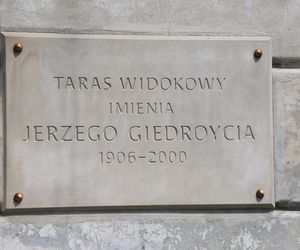 TARAS WIDOKOWY
IMIENIA
JERZEGO GIEDROYCIA
1906-2000